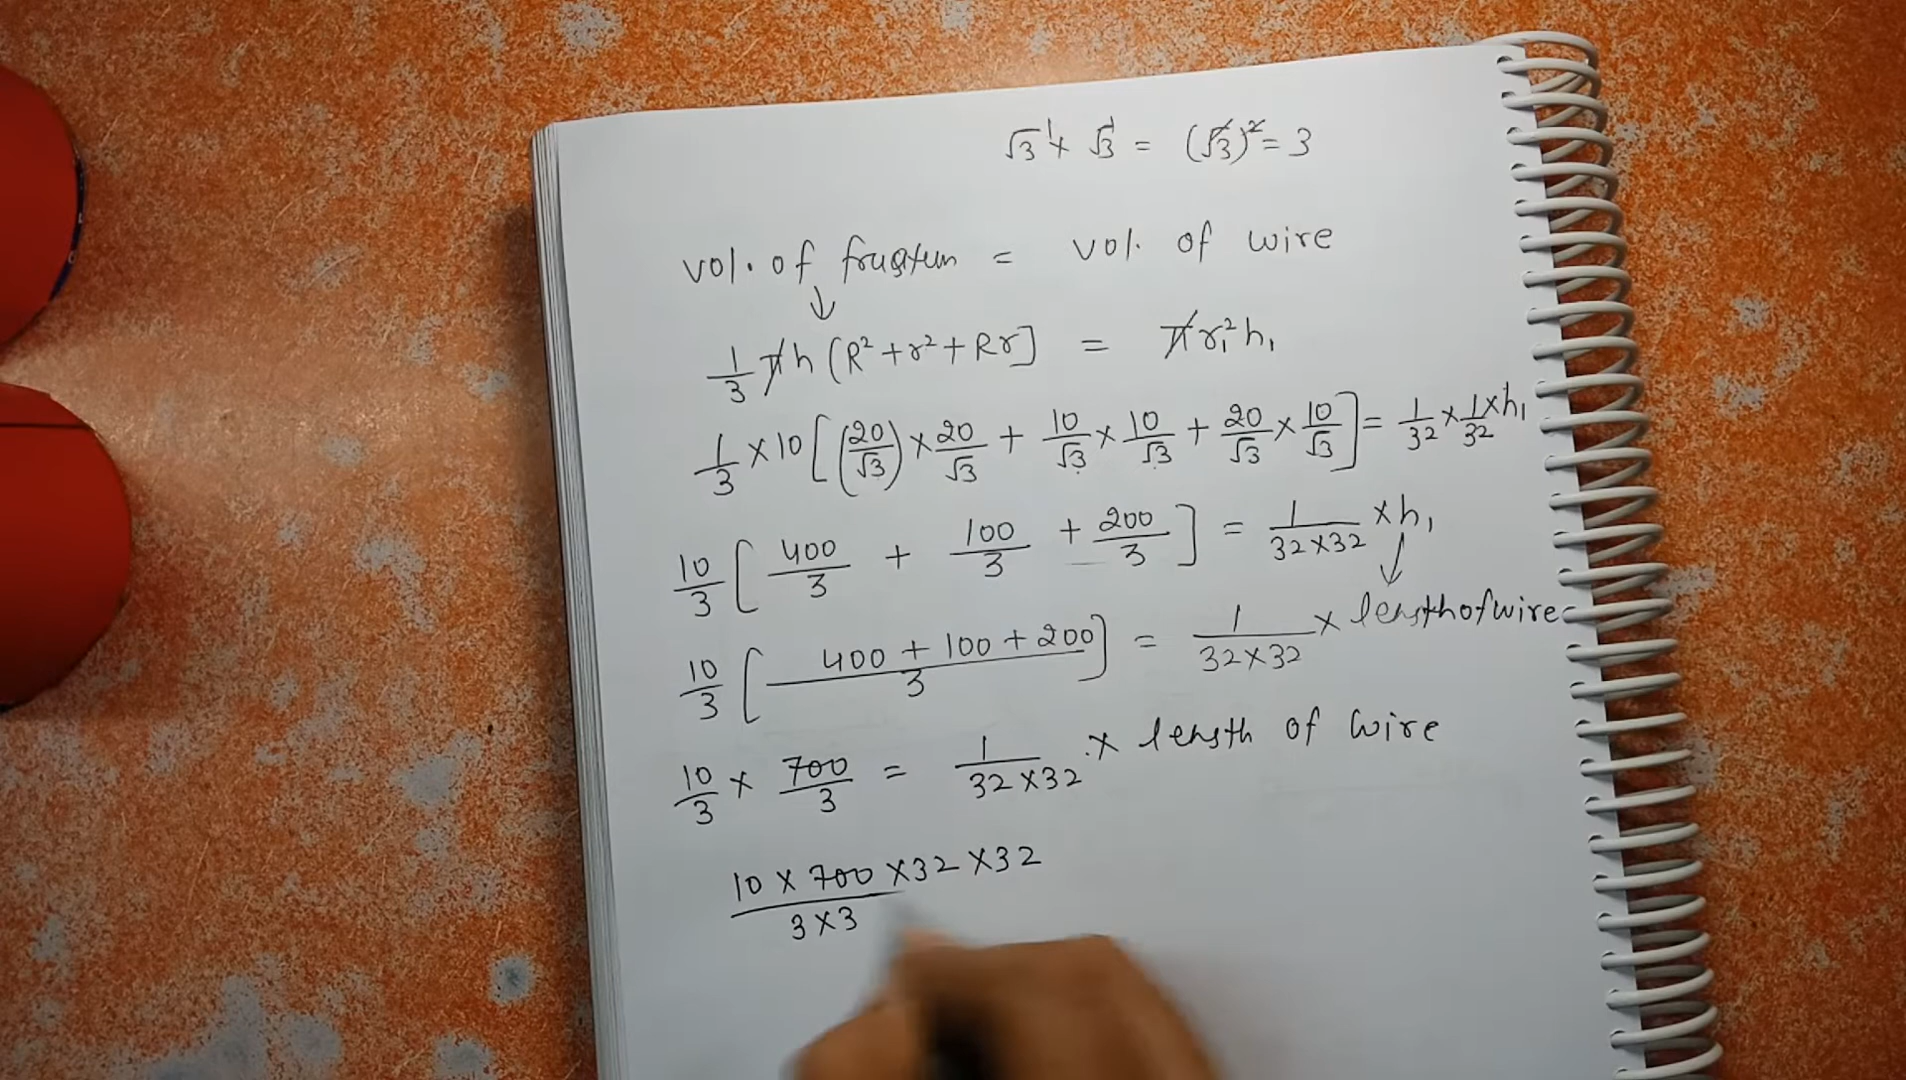 √3 × √3 = (√3)² = 3
vol. of frustum = vol. of wire
↓
1/3 πh (R² + r² + Rr] = πr₁²h₁
1/3 × 10 [(20/√3) × 20/√3 + 10/√3 × 10/√3 + 20/√3 × 10/√3] = 1/32 × 1/32 × h₁
10/3 [400/3 + 100/3 + 200/3] = 1/(32×32) × h₁
10/3 [(400 + 100 + 200)/3] = 1/(32×32) × length of wire
10/3 × 700/3 = 1/(32×32) × length of wire
(10 × 700 × 32 × 32)/(3×3)